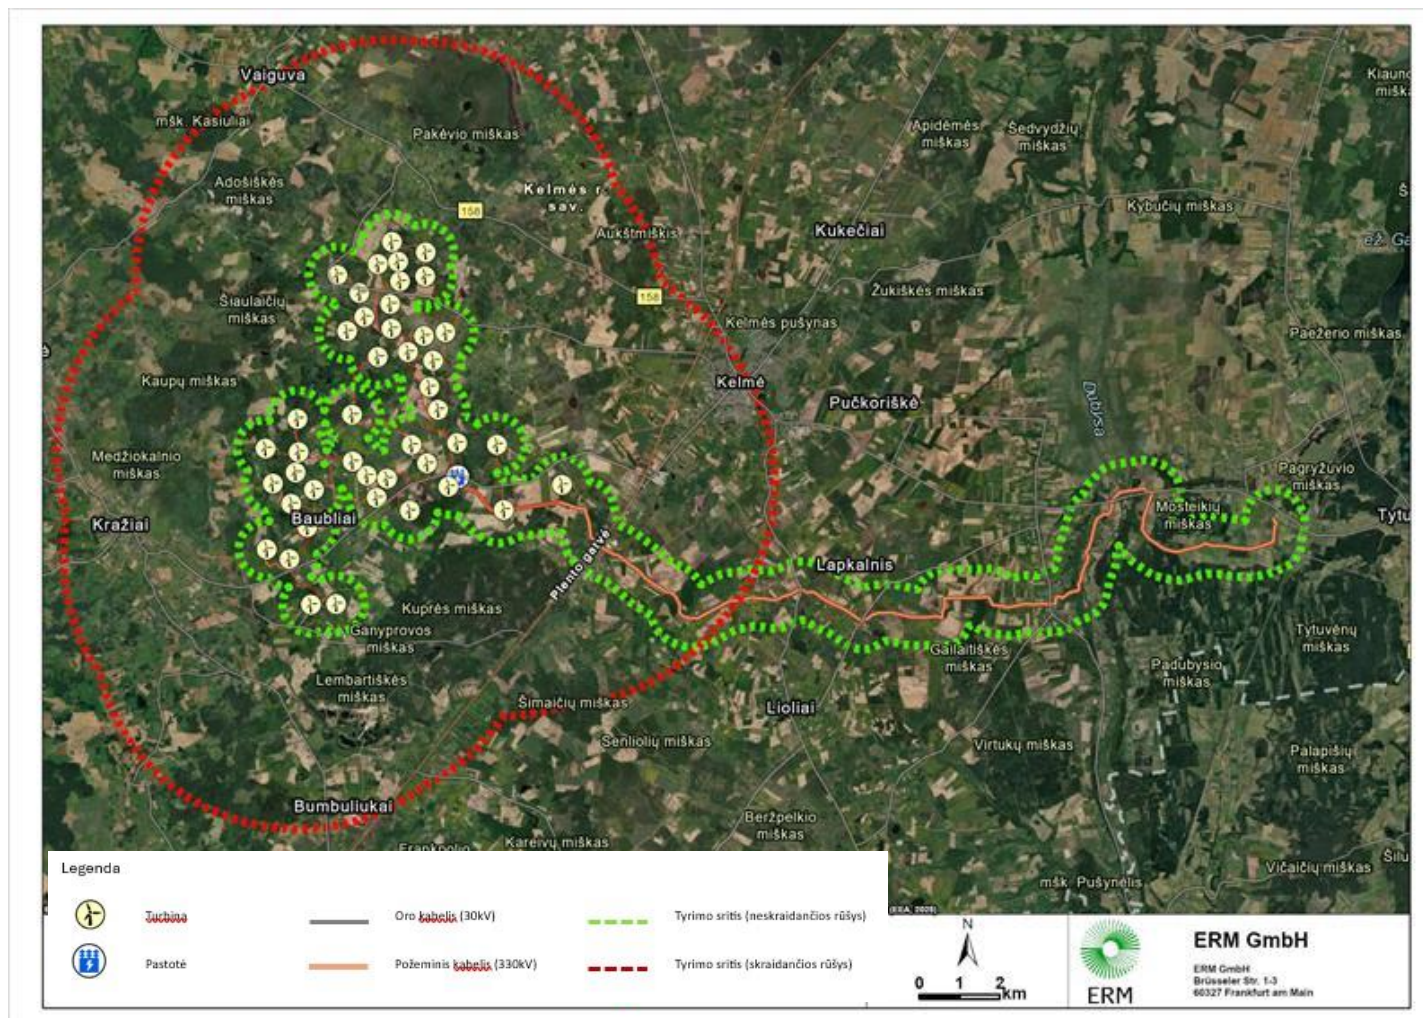 Vaiguva
mšk. Kasiuliai
Pakėvio miškas
Apidėmės
miškas
Šedvydžių
miškas
Adošiškės
miškas
Kelmės r.
sav.
158
Kybučių miškas
Aukštmiškis
Kukečiai
Šiaulaičių
miškas
158
Žukiškės miškas
Kelmės pušynas
Paežerio miškas
Kaupų miškas
Kelmė
Pučkoriškė
Dubysa
Medžiokalnio
miškas
Pagryžuvio
miškas
Kražiai
Baubliai
Mosteikių
miškas
Plento gatvė
Lapkalnis
Kuprės miškas
Ganyprovos
miškas
Gailaitiškės
miškas
Tytuvėnų
miškas
Padubysio
miškas
Lembartiškės
miškas
Šimaičių miškas
Lioliai
Senliolių miškas
Virtukų miškas
Palapišių
miškas
Bumbuliukai
Beržpelkio
miškas
Kareivų miškas
Vičaičių miškas
mšk. Pušynėlis
Legenda
Turbina
Oro kabelis (30kV)
Tyrimo sritis (neskraidančios rūšys)
Pastotė
Požeminis kabelis (330kV)
Tyrimo sritis (skraidančios rūšys)
N
0 1 2
km
ERM
ERM GmbH
ERM GmbH
Brüsseler Str. 1-3
60327 Frankfurt am Main